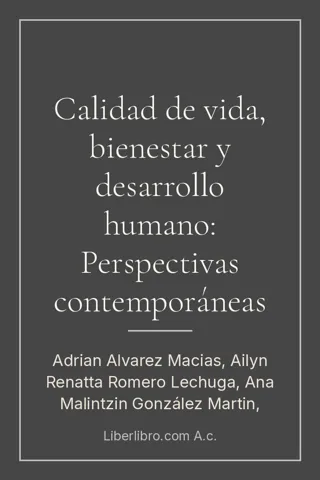 Calidad de vida,
bienestar y
desarrollo
humano:
Perspectivas
contemporáneas
Adrian Alvarez Macias, Ailyn
Renatta Romero Lechuga, Ana
Malintzin González Martin,
Liberlibro.com A.c.